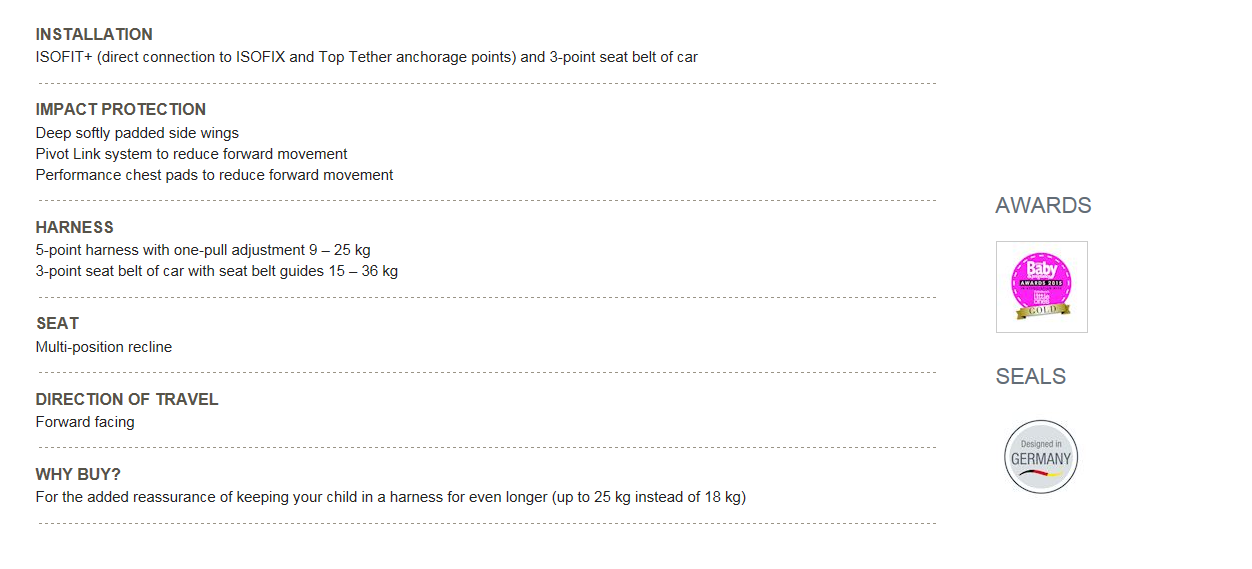 INSTALLATION
ISOFIT+ (direct connection to ISOFIX and Top Tether anchorage points) and 3-point seat belt of car
IMPACT PROTECTION
Deep softly padded side wings
Pivot Link system to reduce forward movement
Performance chest pads to reduce forward movement
HARNESS
5-point harness with one-pull adjustment 9 – 25 kg
3-point seat belt of car with seat belt guides 15 – 36 kg
SEAT
Multi-position recline
DIRECTION OF TRAVEL
Forward facing
WHY BUY?
For the added reassurance of keeping your child in a harness for even longer (up to 25 kg instead of 18 kg)
AWARDS
Baby
AWARDS 2015
GOLD
SEALS
Designed in
GERMANY